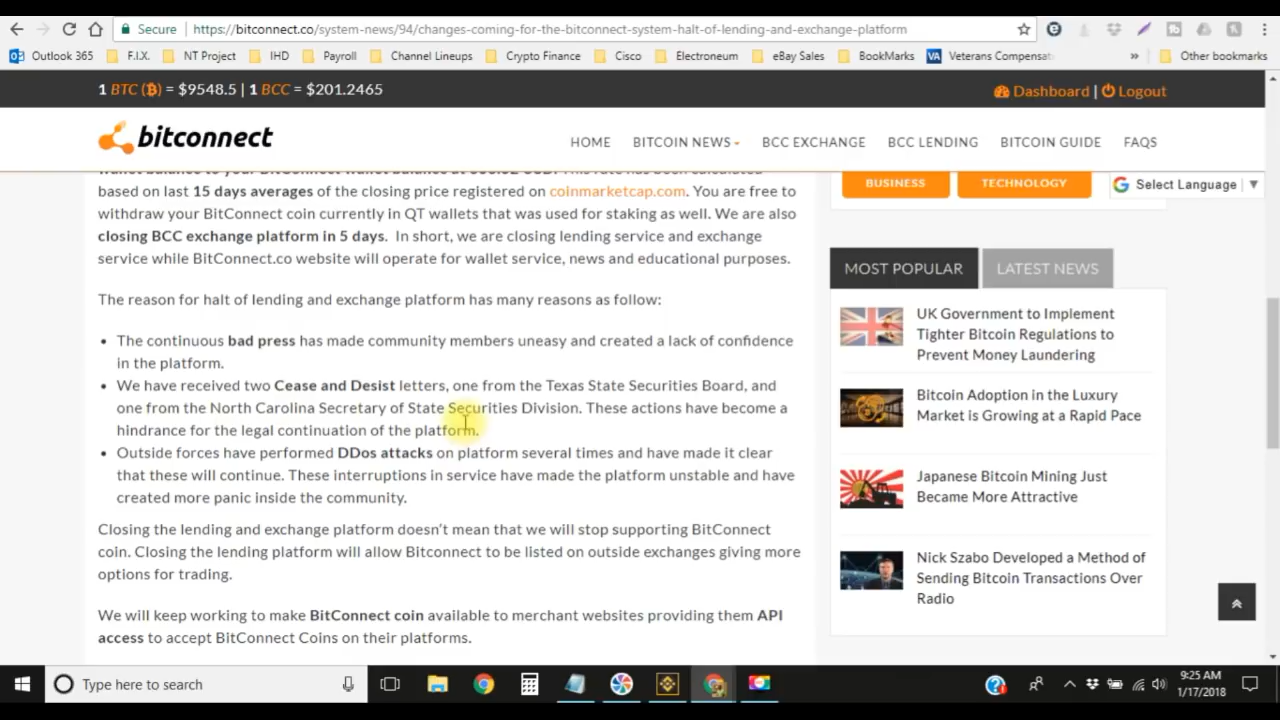 Secure
https://bitconnect.co/system-news/94/changes-coming-for-the-bitconnect-system-halt-of-lending-and-exchange-platform
Outlook 365 F.I.X. NT Project IHD Payroll Channel Lineups Crypto Finance Cisco Electroneum eBay Sales BookMarks VA Veterans Compensat » Other bookmarks
1 BTC (₿) = $9548.5 | 1 BCC = $201.2465
Dashboard | Logout
bitconnect
HOME BITCOIN NEWS BCC EXCHANGE BCC LENDING BITCOIN GUIDE FAQS
based on last 15 days averages of the closing price registered on coinmarketcap.com. You are free to
withdraw your BitConnect coin currently in QT wallets that was used for staking as well. We are also
closing BCC exchange platform in 5 days. In short, we are closing lending service and exchange
service while BitConnect.co website will operate for wallet service, news and educational purposes.
The reason for halt of lending and exchange platform has many reasons as follow:
• The continuous bad press has made community members uneasy and created a lack of confidence
in the platform.
• We have received two Cease and Desist letters, one from the Texas State Securities Board, and
one from the North Carolina Secretary of State Securities Division. These actions have become a
hindrance for the legal continuation of the platform.
• Outside forces have performed DDos attacks on platform several times and have made it clear
that these will continue. These interruptions in service have made the platform unstable and have
created more panic inside the community.
Closing the lending and exchange platform doesn't mean that we will stop supporting BitConnect
coin. Closing the lending platform will allow Bitconnect to be listed on outside exchanges giving more
options for trading.
We will keep working to make BitConnect coin available to merchant websites providing them API
access to accept BitConnect Coins on their platforms.
BUSINESS TECHNOLOGY
G Select Language ▼
MOST POPULAR LATEST NEWS
UK Government to Implement
Tighter Bitcoin Regulations to
Prevent Money Laundering
Bitcoin Adoption in the Luxury
Market is Growing at a Rapid Pace
Japanese Bitcoin Mining Just
Became More Attractive
Nick Szabo Developed a Method of
Sending Bitcoin Transactions Over
Radio
Type here to search
9:25 AM
1/17/2018